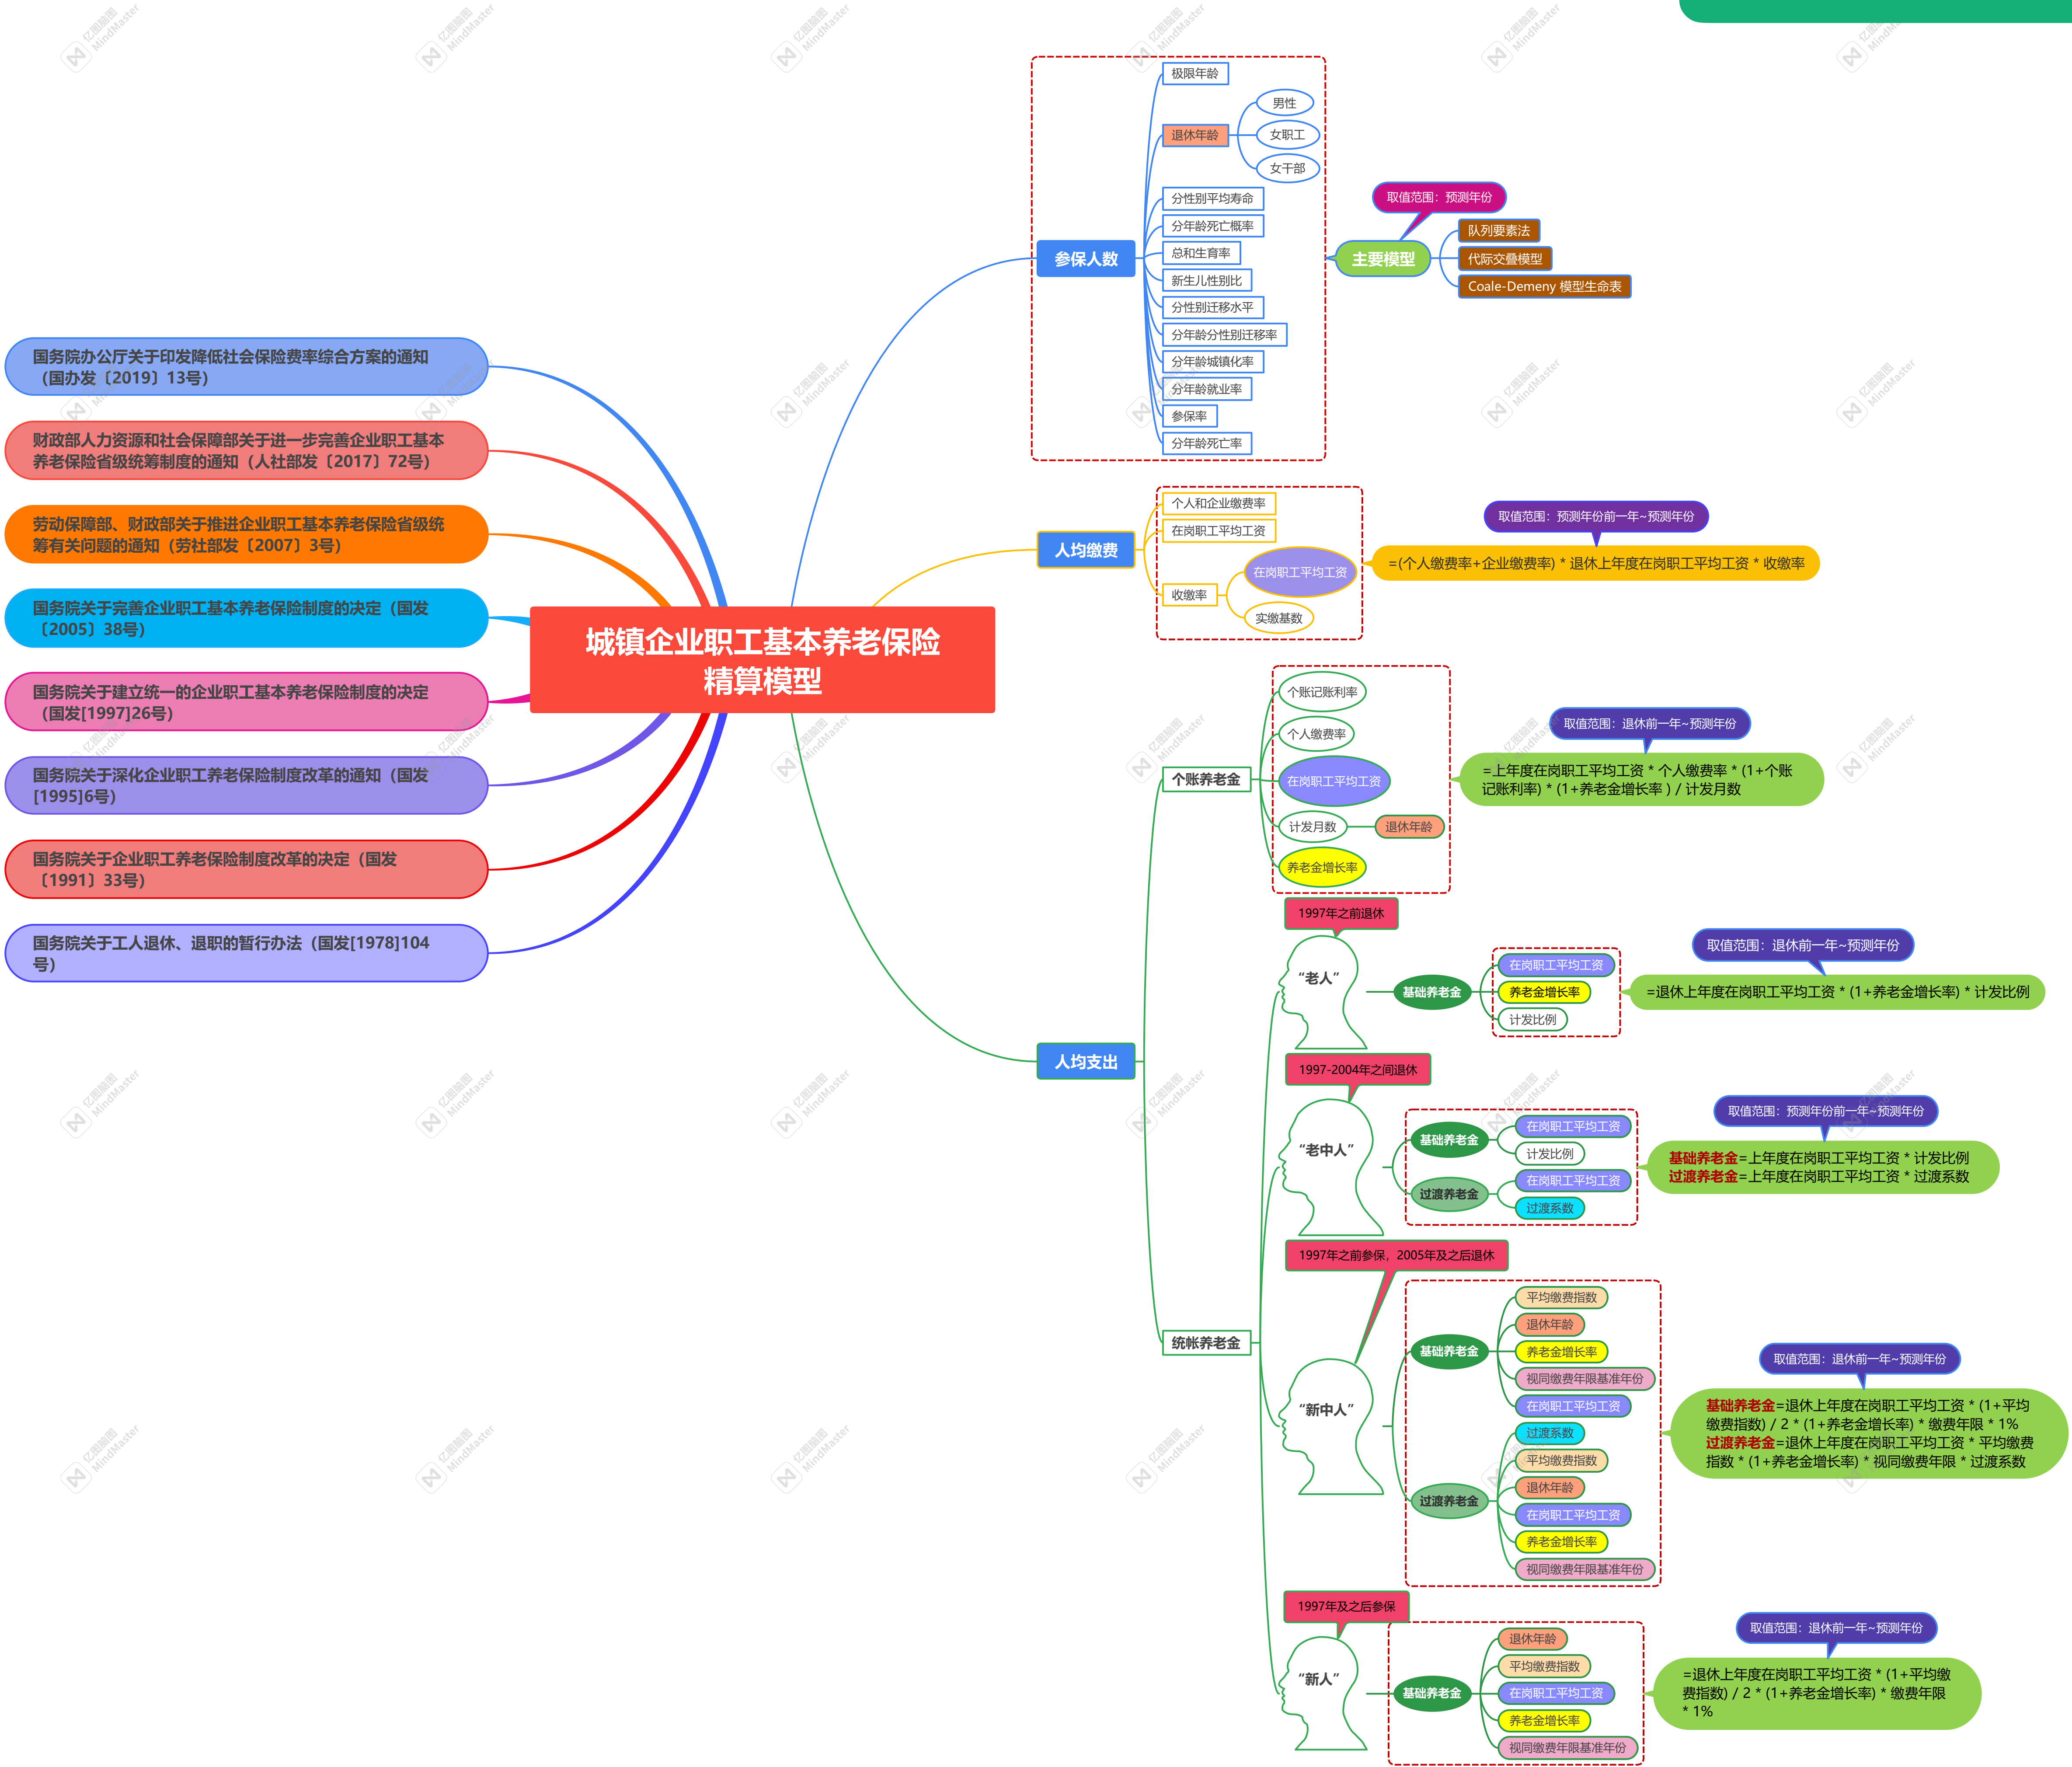 城镇企业职工基本养老保险
精算模型
国务院办公厅关于印发降低社会保险费率综合方案的通知
（国办发〔2019〕13号）
财政部人力资源和社会保障部关于进一步完善企业职工基本
养老保险省级统筹制度的通知（人社部发〔2017〕72号）
劳动保障部、财政部关于推进企业职工基本养老保险省级统
筹有关问题的通知（劳社部发〔2007〕3号）
国务院关于完善企业职工基本养老保险制度的决定（国发
〔2005〕38号）
国务院关于建立统一的企业职工基本养老保险制度的决定
（国发[1997]26号）
国务院关于深化企业职工养老保险制度改革的通知（国发
[1995]6号）
国务院关于企业职工养老保险制度改革的决定（国发
〔1991〕33号）
国务院关于工人退休、退职的暂行办法（国发[1978]104
号）
参保人数
极限年龄
退休年龄
男性
女职工
女干部
分性别平均寿命
分年龄死亡概率
总和生育率
新生儿性别比
分性别迁移水平
分年龄分性别迁移率
分年龄城镇化率
分年龄就业率
参保率
分年龄死亡率
取值范围：预测年份
主要模型
队列要素法
代际交叠模型
Coale-Demeny 模型生命表
人均缴费
个人和企业缴费率
在岗职工平均工资
收缴率
在岗职工平均工资
实缴基数
取值范围：预测年份前一年~预测年份
=(个人缴费率+企业缴费率) * 退休上年度在岗职工平均工资 * 收缴率
人均支出
个账养老金
个账记账利率
个人缴费率
在岗职工平均工资
计发月数
退休年龄
养老金增长率
取值范围：退休前一年~预测年份
=上年度在岗职工平均工资 * 个人缴费率 * (1+个账
记账利率) * (1+养老金增长率 ) / 计发月数
统帐养老金
1997年之前退休
“老人”
基础养老金
在岗职工平均工资
养老金增长率
计发比例
取值范围：退休前一年~预测年份
=退休上年度在岗职工平均工资 * (1+养老金增长率) * 计发比例
1997-2004年之间退休
“老中人”
基础养老金
在岗职工平均工资
计发比例
过渡养老金
在岗职工平均工资
过渡系数
取值范围：预测年份前一年~预测年份
基础养老金=上年度在岗职工平均工资 * 计发比例
过渡养老金=上年度在岗职工平均工资 * 过渡系数
1997年之前参保，2005年及之后退休
“新中人”
基础养老金
平均缴费指数
退休年龄
养老金增长率
视同缴费年限基准年份
在岗职工平均工资
过渡养老金
过渡系数
平均缴费指数
退休年龄
在岗职工平均工资
养老金增长率
视同缴费年限基准年份
取值范围：退休前一年~预测年份
基础养老金=退休上年度在岗职工平均工资 * (1+平均
缴费指数) / 2 * (1+养老金增长率) * 缴费年限 * 1%
过渡养老金=退休上年度在岗职工平均工资 * 平均缴费
指数 * (1+养老金增长率) * 视同缴费年限 * 过渡系数
1997年及之后参保
“新人”
基础养老金
退休年龄
平均缴费指数
在岗职工平均工资
养老金增长率
视同缴费年限基准年份
取值范围：退休前一年~预测年份
=退休上年度在岗职工平均工资 * (1+平均缴
费指数) / 2 * (1+养老金增长率) * 缴费年限
* 1%
亿图脑图
MindMaster